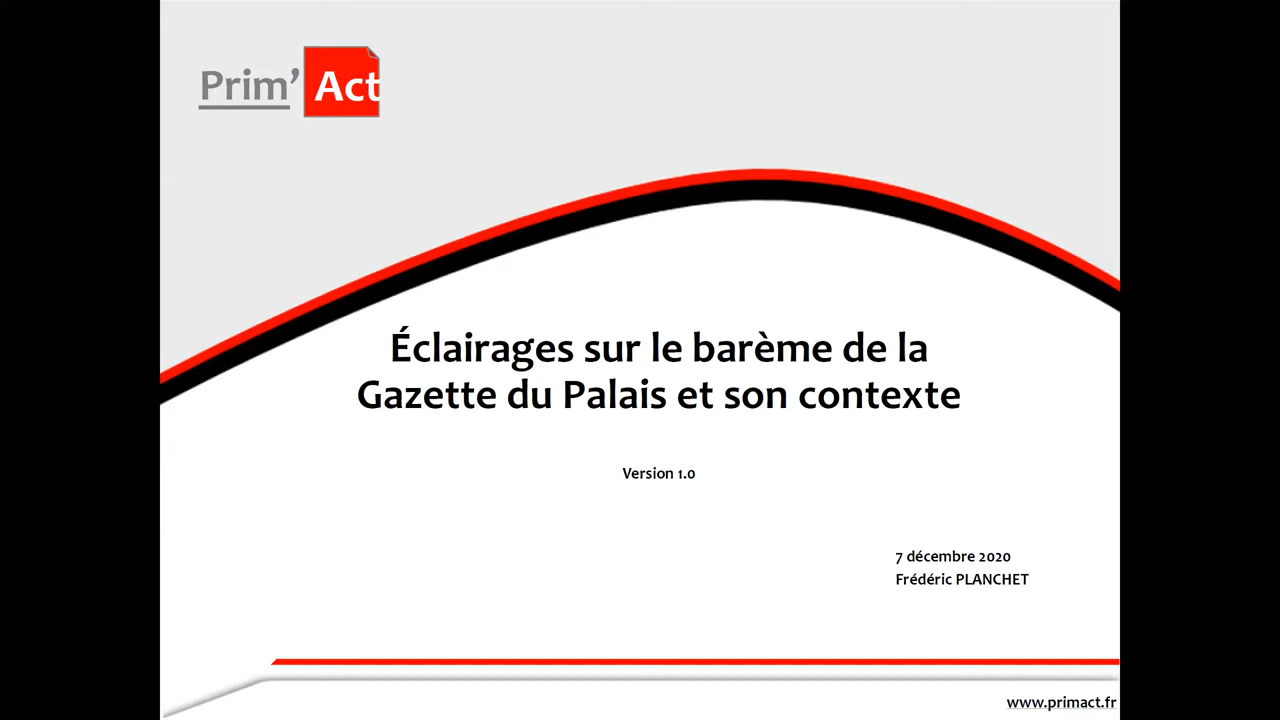 Prim’ Act
Éclairages sur le barème de la
Gazette du Palais et son contexte
Version 1.0
7 décembre 2020
Frédéric PLANCHET
www.primact.fr